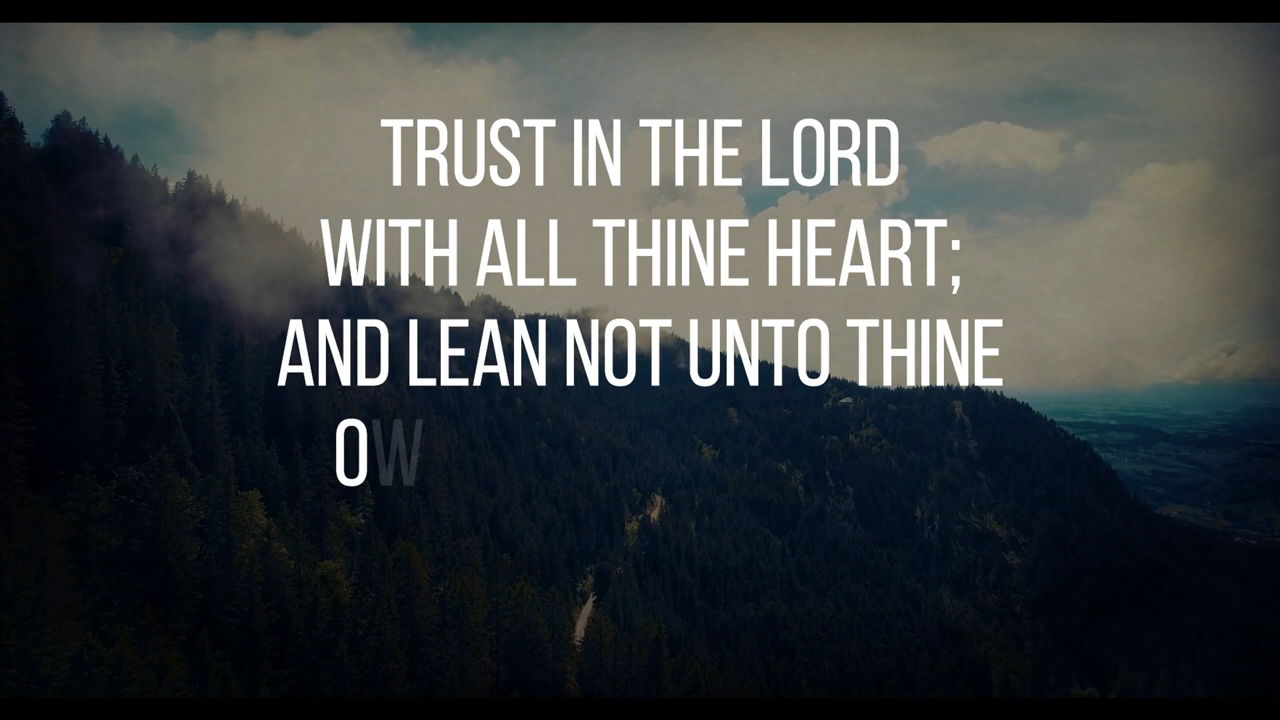 TRUST IN THE LORD
WITH ALL THINE HEART;
AND LEAN NOT UNTO THINE
OW